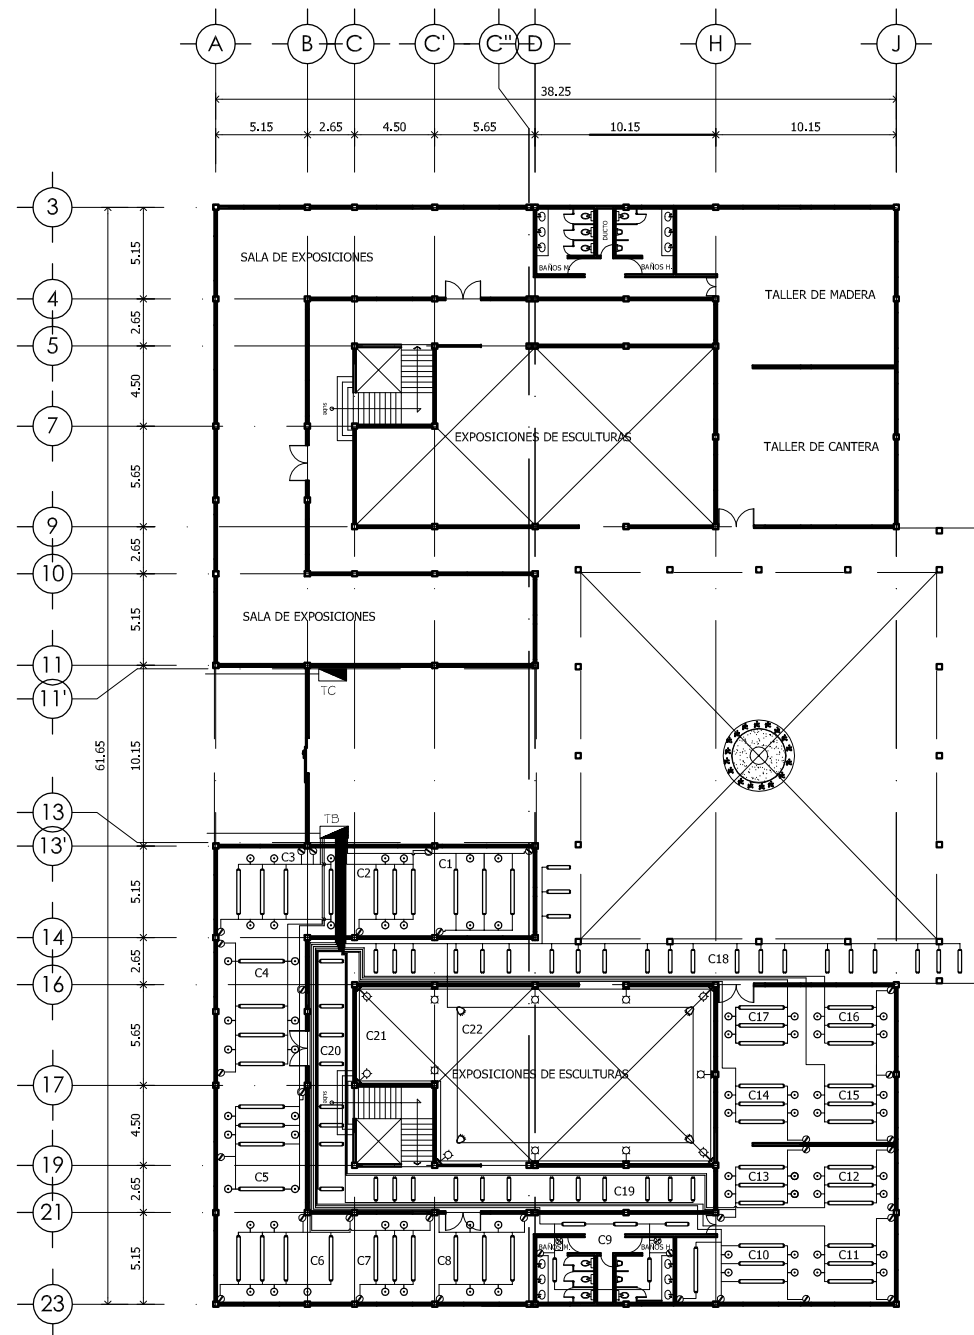 A B C C' C'' D H J
38.25
5.15 2.65 4.50 5.65 10.15 10.15
3
5.15
SALA DE EXPOSICIONES
DUCTO
BAÑOS M. BAÑOS H.
TALLER DE MADERA
4
2.65
5
4.50
sube
7
EXPOSICIONES DE ESCULTURAS
TALLER DE CANTERA
5.65
9
2.65
10
5.15
SALA DE EXPOSICIONES
11
TC
11'
61.65
10.15
13
TB
13'
C3 C2 C1
5.15
14
2.65
C4 C18
16
C17 C16
5.65
C21 C22
C20
EXPOSICIONES DE ESCULTURAS
17
C14 C15
sube
4.50
19
C5 C13 C12
2.65
C19
21
C9
BAÑOS M. BAÑOS H.
5.15
C6 C7 C8 C10 C11
23